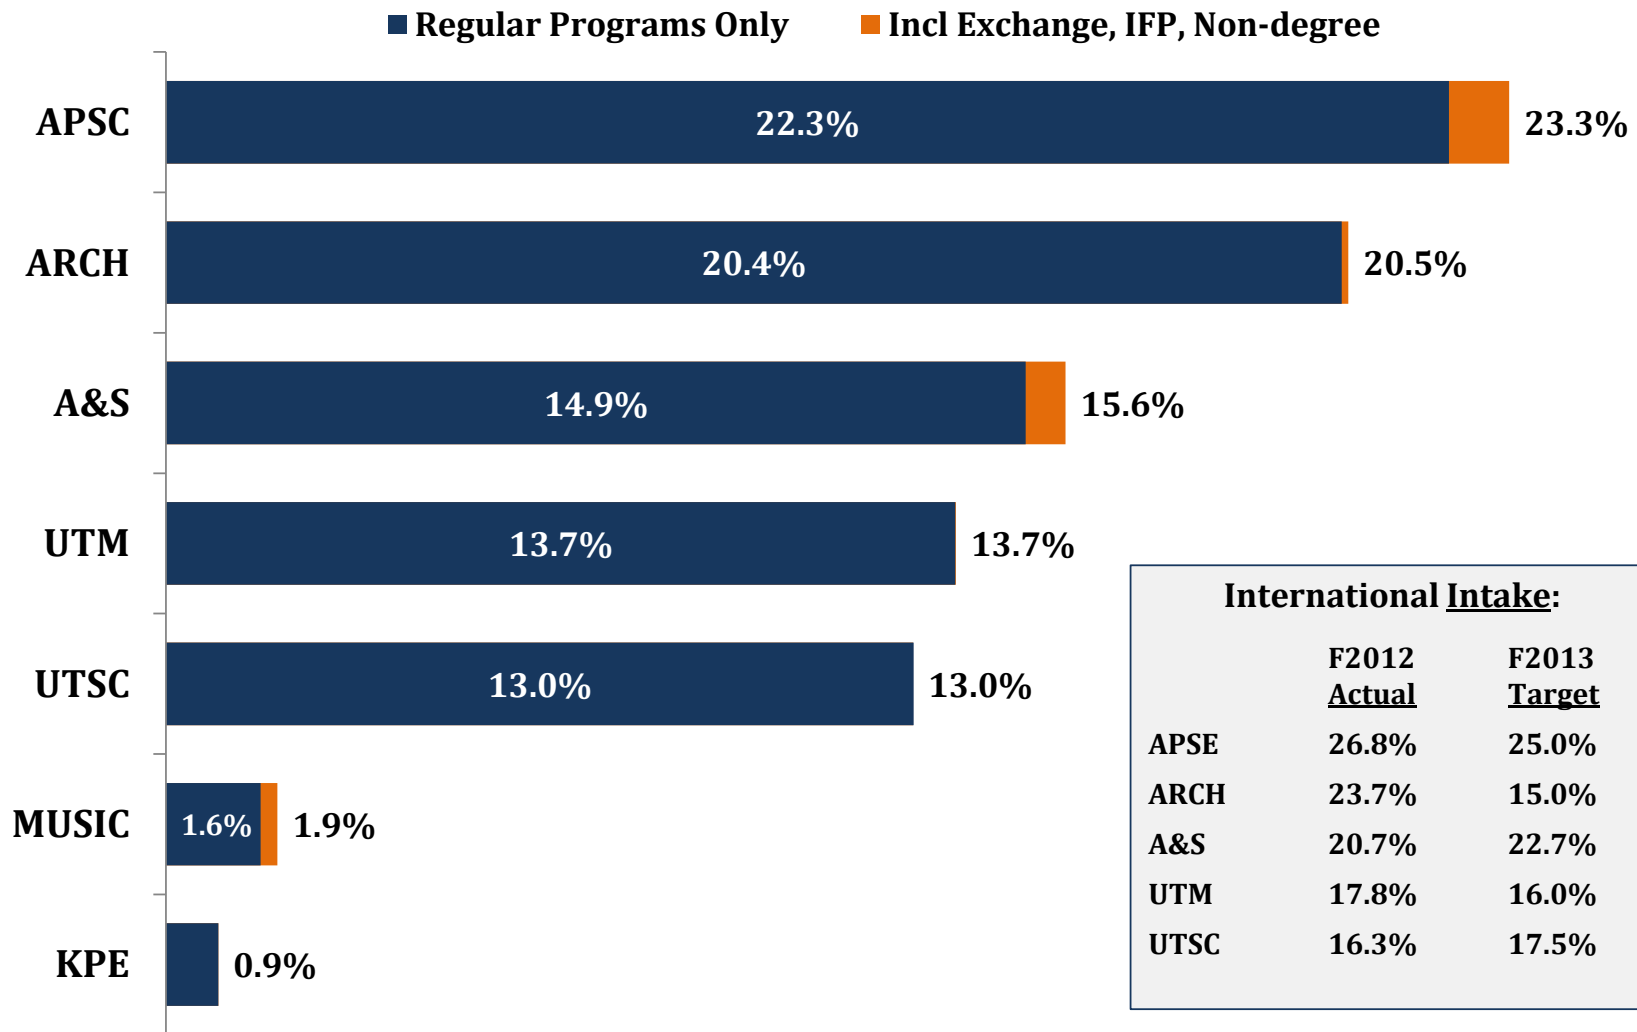 Regular Programs Only Incl Exchange, IFP, Non-degree
APSC 22.3% 23.3%
ARCH 20.4% 20.5%
A&S 14.9% 15.6%
UTM 13.7% 13.7%
UTSC 13.0% 13.0%
MUSIC 1.6% 1.9%
KPE 0.9%
International Intake:
F2012 F2013
Actual Target
APSE 26.8% 25.0%
ARCH 23.7% 15.0%
A&S 20.7% 22.7%
UTM 17.8% 16.0%
UTSC 16.3% 17.5%